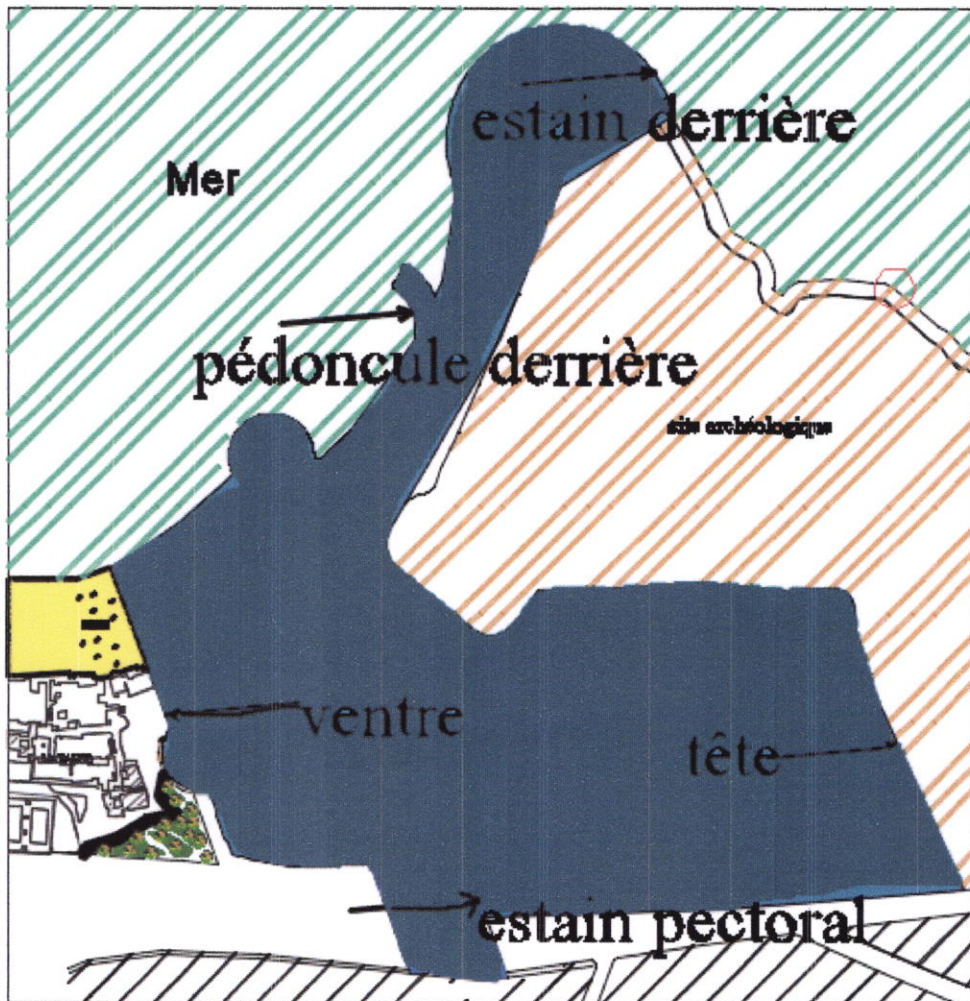 estain derrière
Mer
pédoncule derrière
site archéologique
ventre
tête
estain pectoral